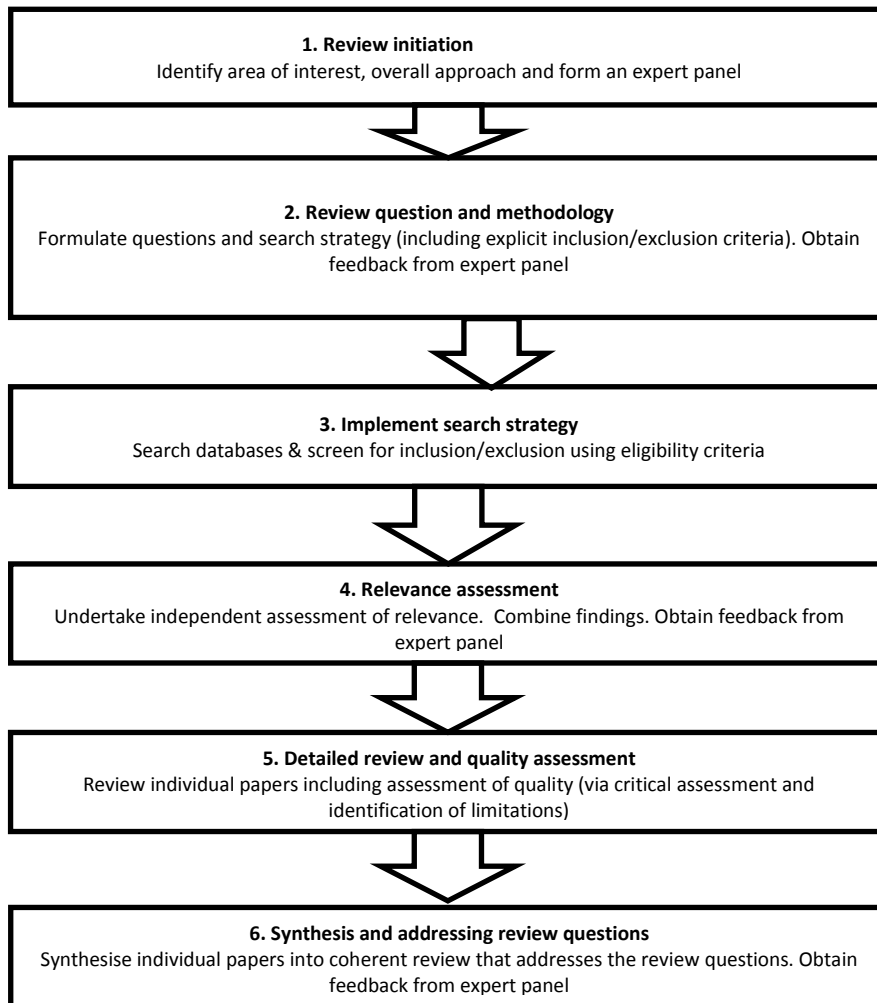 1. Review initiation
Identify area of interest, overall approach and form an expert panel
2. Review question and methodology
Formulate questions and search strategy (including explicit inclusion/exclusion criteria). Obtain
feedback from expert panel
3. Implement search strategy
Search databases & screen for inclusion/exclusion using eligibility criteria
4. Relevance assessment
Undertake independent assessment of relevance.  Combine findings. Obtain feedback from
expert panel
5. Detailed review and quality assessment
Review individual papers including assessment of quality (via critical assessment and
identification of limitations)
6. Synthesis and addressing review questions
Synthesise individual papers into coherent review that addresses the review questions. Obtain
feedback from expert panel